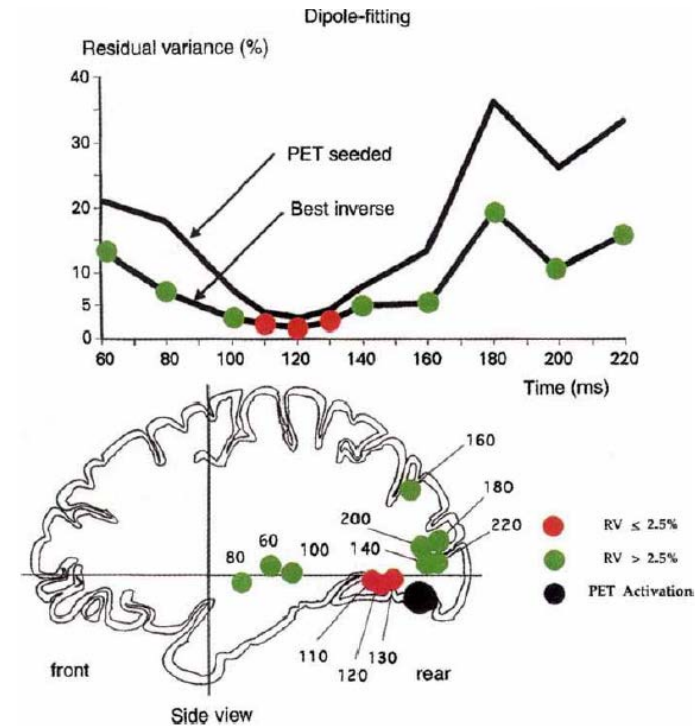 Dipole-fitting
Residual variance (%)
40
30
20
10
5
0
PET seeded
Best inverse
60 80 100 120 140 160 180 200 220
Time (ms)
160
180
200
220
60
100
140
80
110
120
130
front
rear
Side view
RV ≤ 2.5%
RV > 2.5%
PET Activation